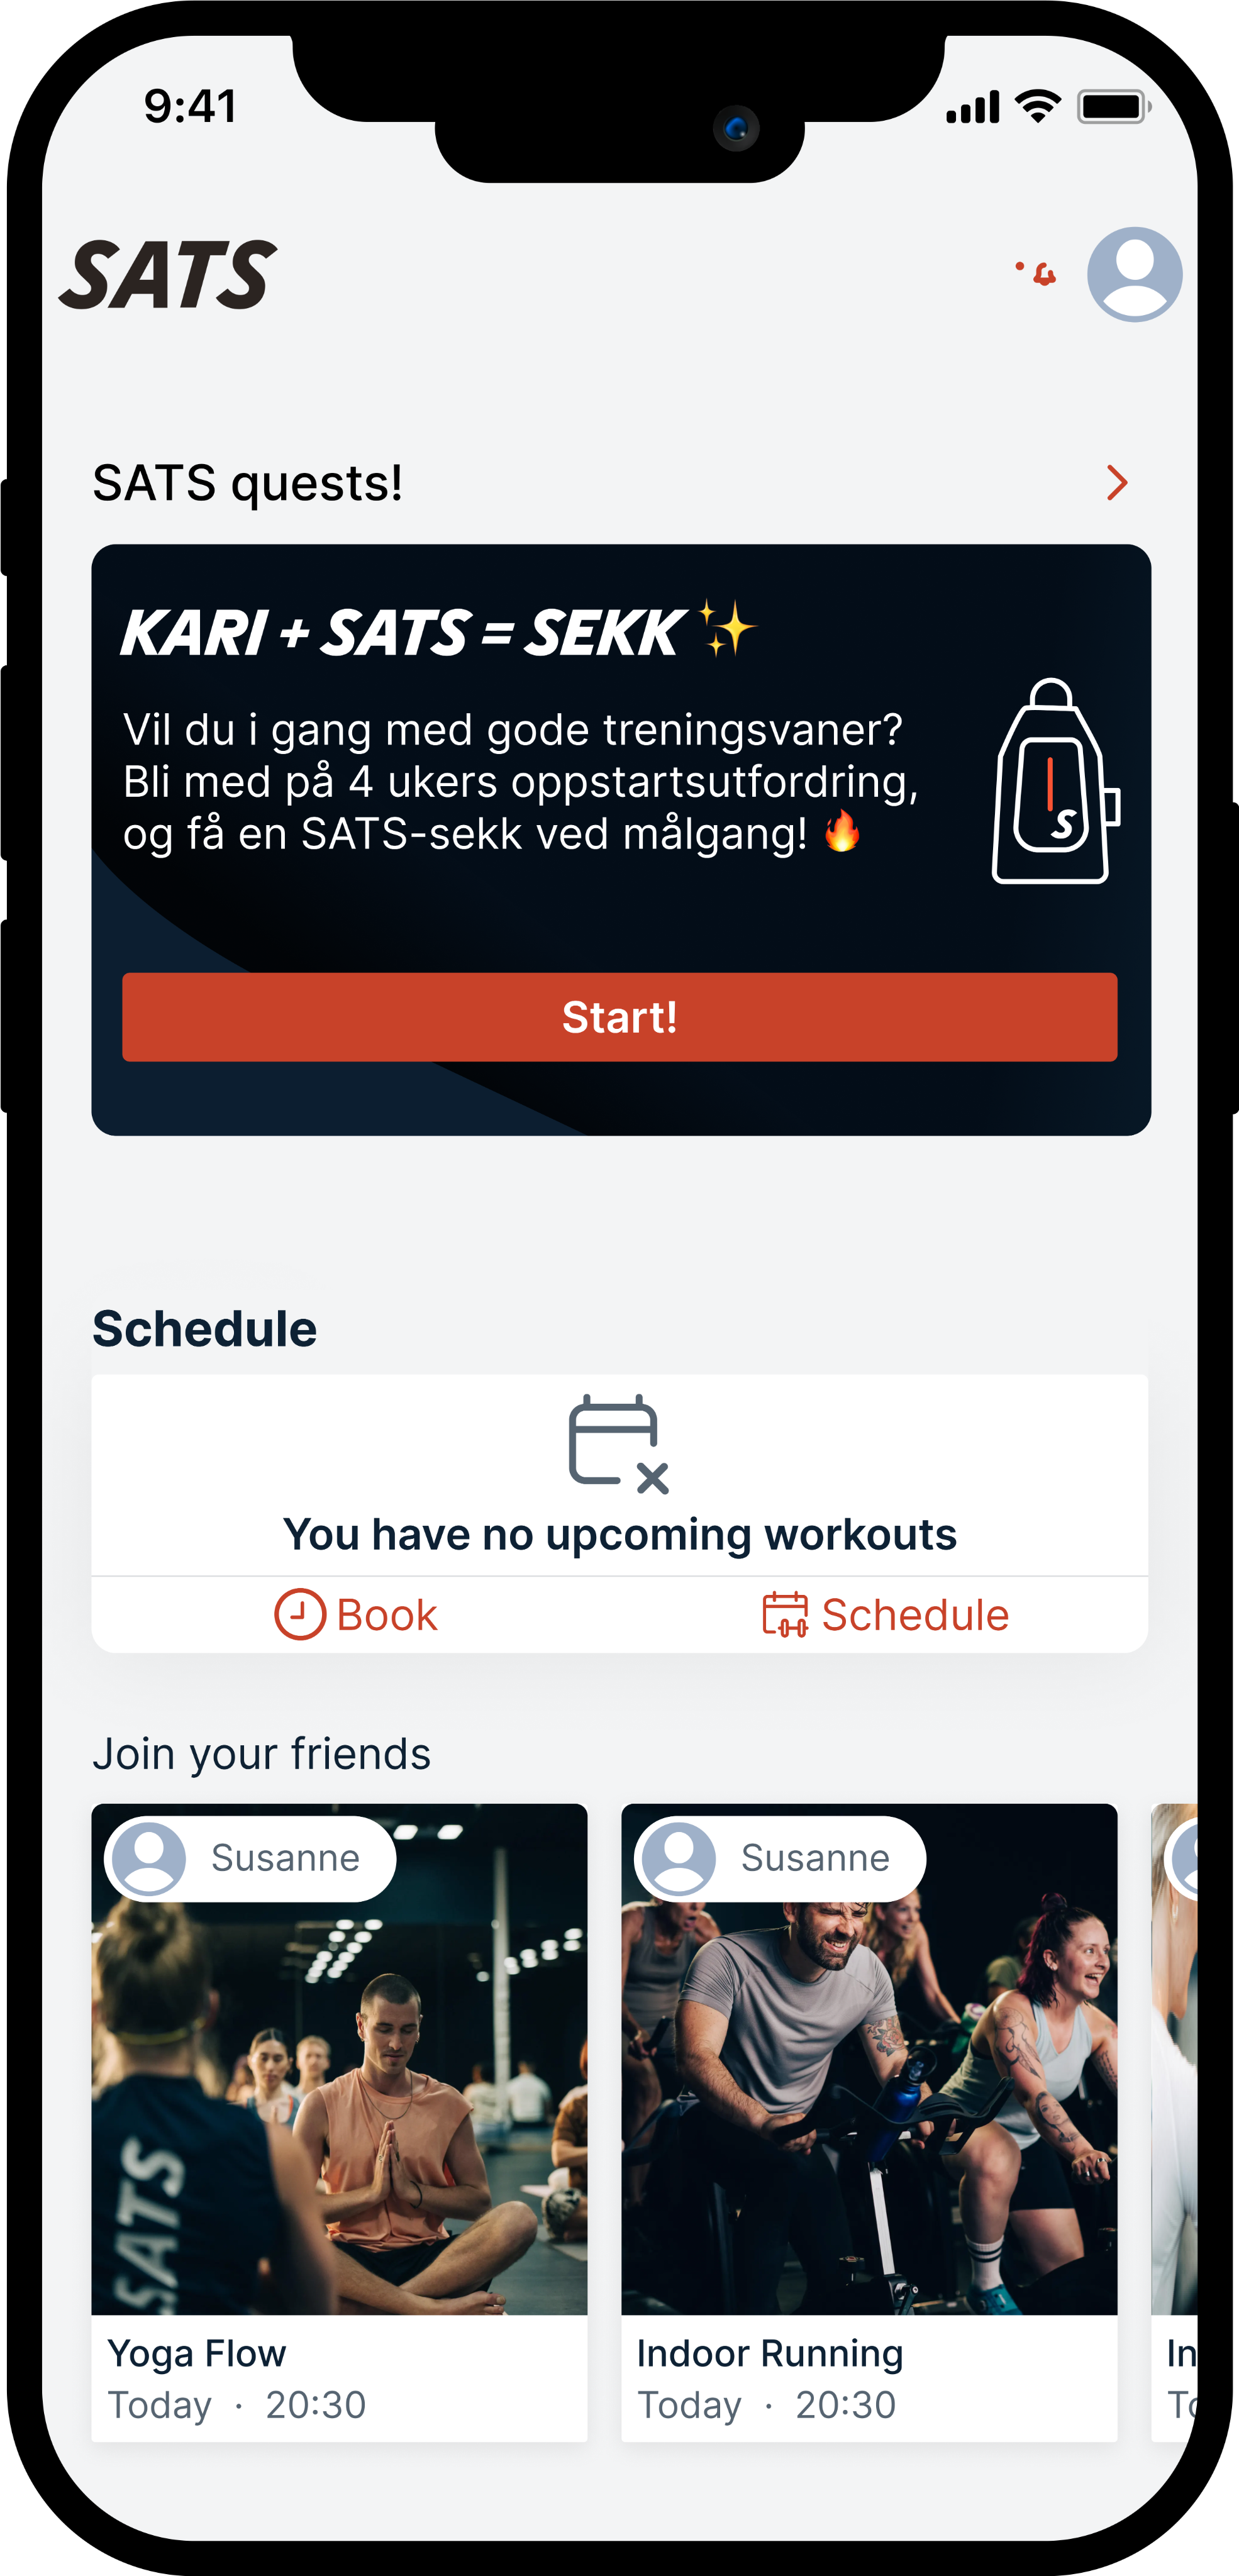 9:41
SATS
SATS quests!
KARI + SATS = SEKK ✨
Vil du i gang med gode treningsvaner?
Bli med på 4 ukers oppstartsutfordring,
og få en SATS-sekk ved målgang! 🔥
S
Start!
Schedule
You have no upcoming workouts
Book Schedule
Join your friends
Susanne Susanne
SATS
Yoga Flow Indoor Running In
Today · 20:30 Today · 20:30